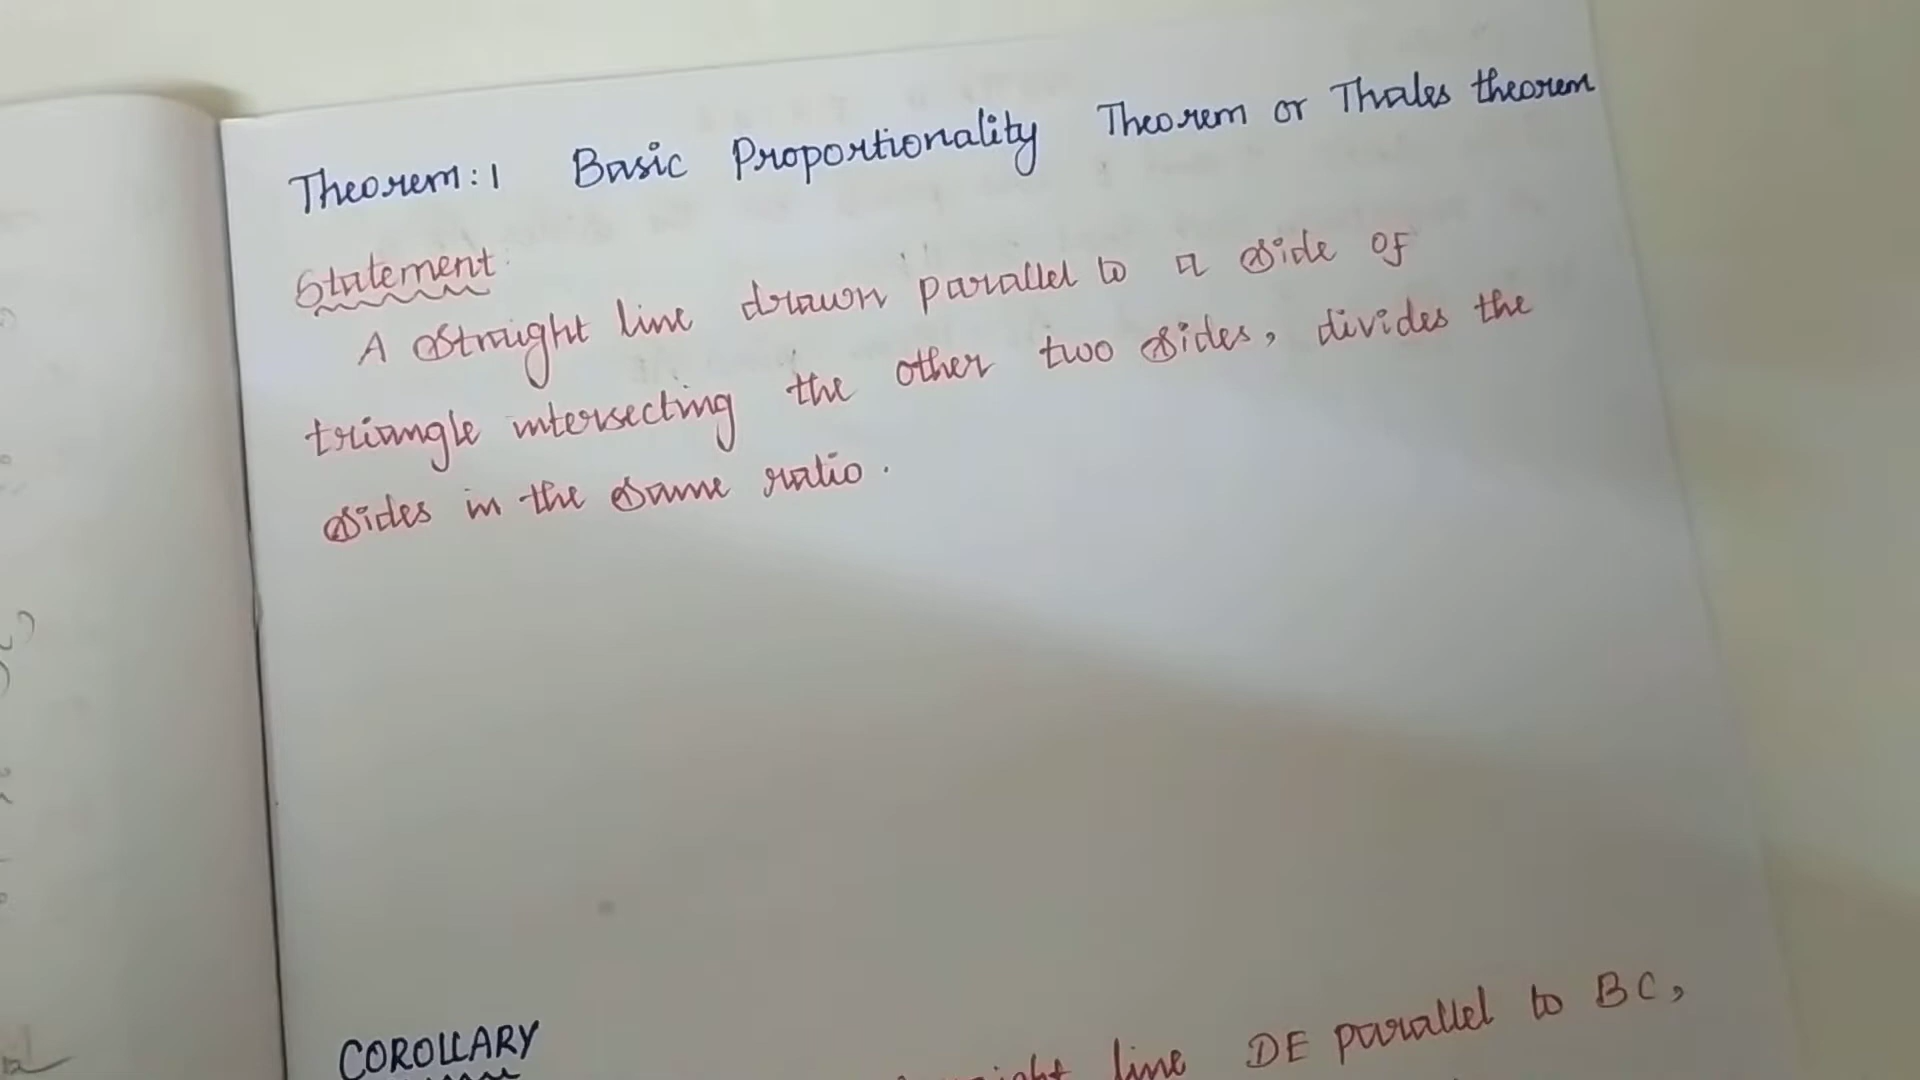 Theorem: 1 Basic Proportionality Theorem or Thales theorem
Statement:
A straight line drawn parallel to a side of
triangle intersecting the other two sides, divides the
sides in the same ratio.
COROLLARY
line DE parallel to BC,